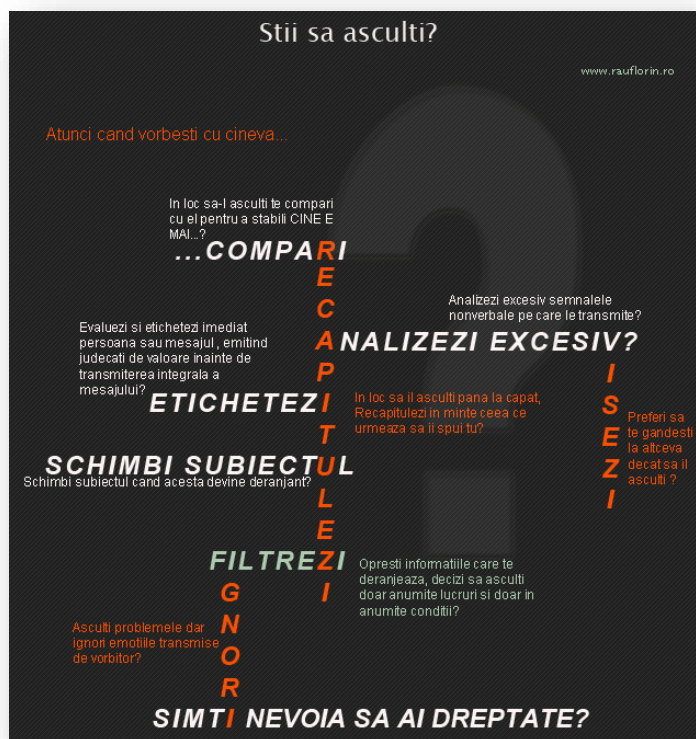 Stii sa asculti?
www.rauflorin.ro
Atunci cand vorbesti cu cineva...
In loc sa-l asculti te compari
cu el pentru a stabili CINE E
MAI...?
...COMPARI
RECAPITULEZI
Analizezi excesiv semnalele
nonverbale pe care le transmite?
ANALIZEZI EXCESIV?
Evaluezi si etichetezi imediat
persoana sau mesajul , emitind
judecati de valoare inainte de
transmiterea integrala a
mesajului?
ETICHETEZI
In loc sa il asculti pana la capat,
Recapitulezi in minte ceea ce
urmeaza sa ii spui tu?
VISEZI
Preferi sa
te gandesti
la altceva
decat sa il
asculti ?
SCHIMBI SUBIECTUL
Schimbi subiectul cand acesta devine deranjant?
FILTREZI
Opresti informatiile care te
deranjeaza, decizi sa asculti
doar anumite lucruri si doar in
anumite conditii?
IGNORI
Asculti problemele dar
ignori emotiile transmise
de vorbitor?
SIMTI NEVOIA SA AI DREPTATE?